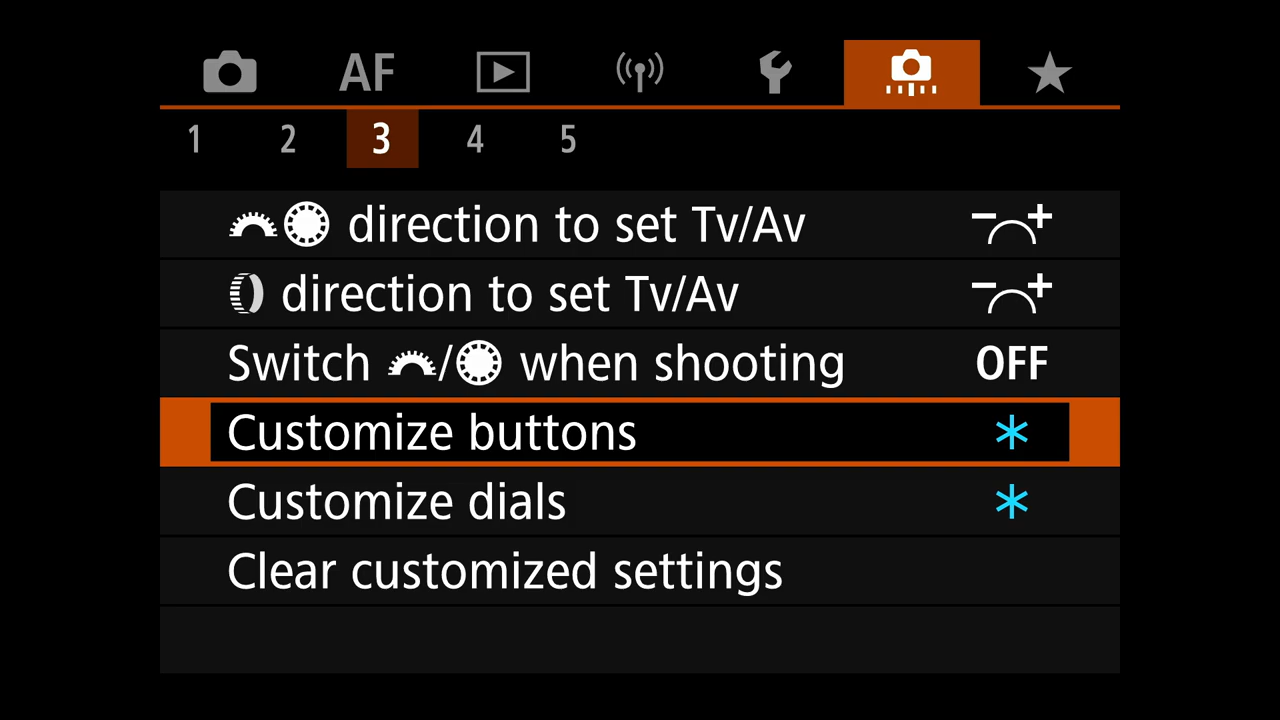 AF
1 2 3 4 5
direction to set Tv/Av - +
direction to set Tv/Av - +
Switch / when shooting OFF
Customize buttons *
Customize dials *
Clear customized settings